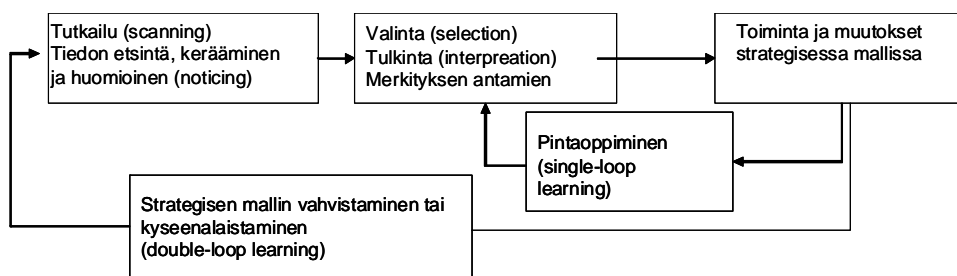 Tutkailu (scanning)
Tiedon etsintä, kerääminen
ja huomioinen (noticing)
Valinta (selection)
Tulkinta (interpreation)
Merkityksen antamien
Toiminta ja muutokset
strategisessa mallissa
Pintaoppiminen
(single-loop
learning)
Strategisen mallin vahvistaminen tai
kyseenalaistaminen
(double-loop learning)